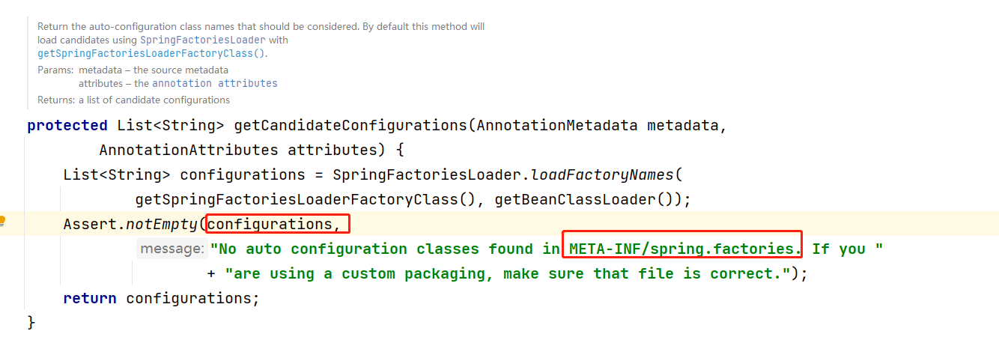 Return the auto-configuration class names that should be considered. By default this method will
load candidates using SpringFactoriesLoader with
getSpringFactoriesLoaderFactoryClass().
Params: metadata – the source metadata
attributes – the annotation attributes
Returns: a list of candidate configurations
protected List<String> getCandidateConfigurations(AnnotationMetadata metadata,
AnnotationAttributes attributes) {
List<String> configurations = SpringFactoriesLoader.loadFactoryNames(
getSpringFactoriesLoaderFactoryClass(), getBeanClassLoader());
Assert.notEmpty(configurations,
message: "No auto configuration classes found in META-INF/spring.factories. If you "
+ "are using a custom packaging, make sure that file is correct.");
return configurations;
}